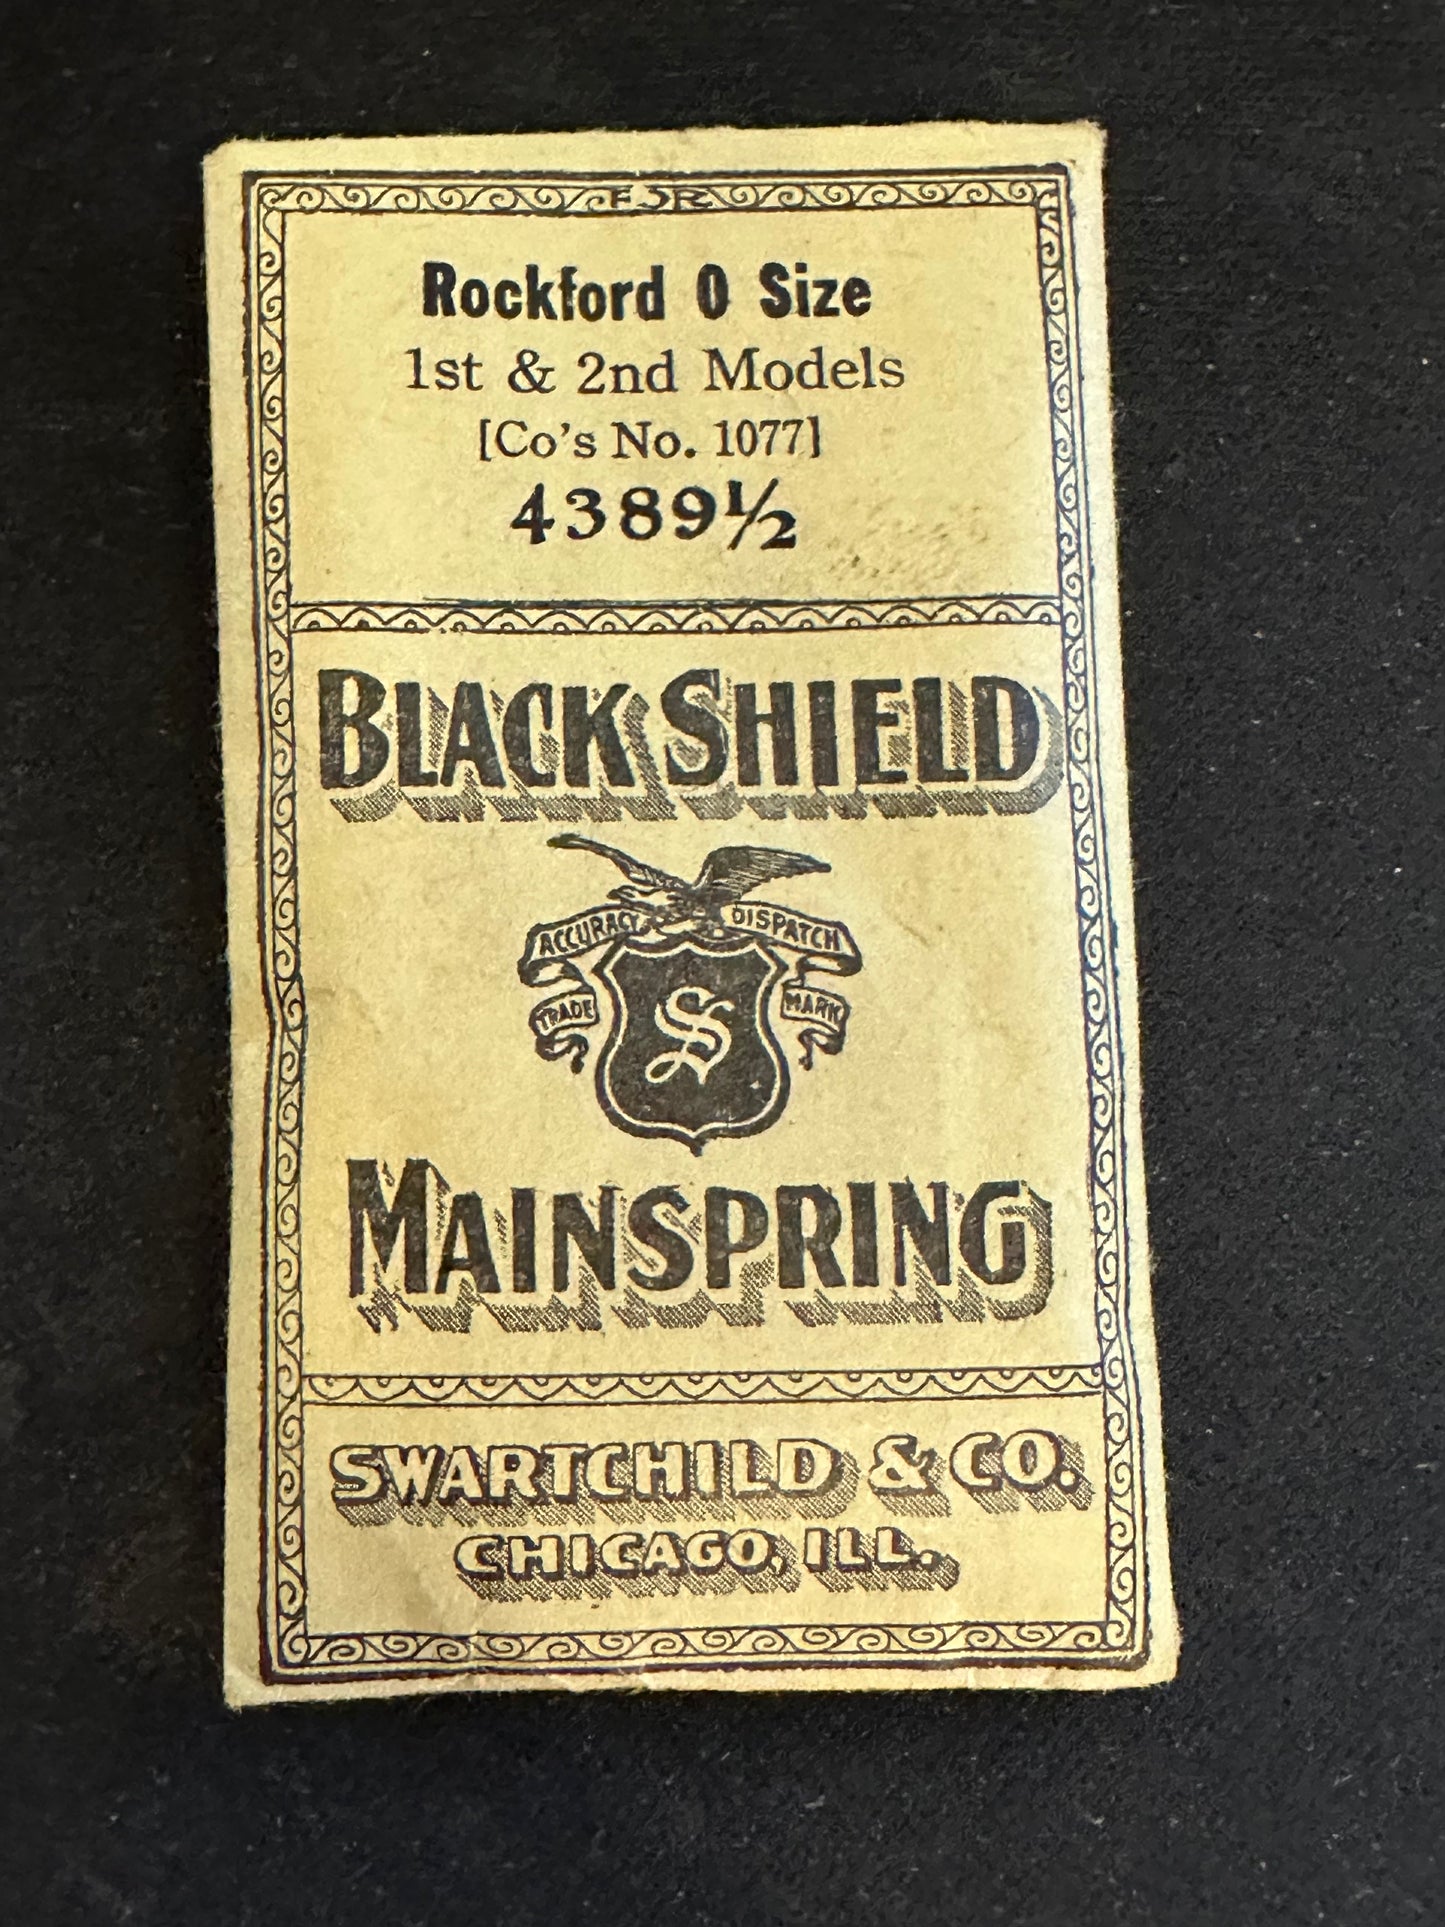 FJR
Rockford 0 Size
1st & 2nd Models
[Co's No. 1077]
4389½
BLACK SHIELD
ACCURACY DISPATCH
TRADE MARK
S
MAINSPRING
SWARTCHILD & CO.
CHICAGO, ILL.